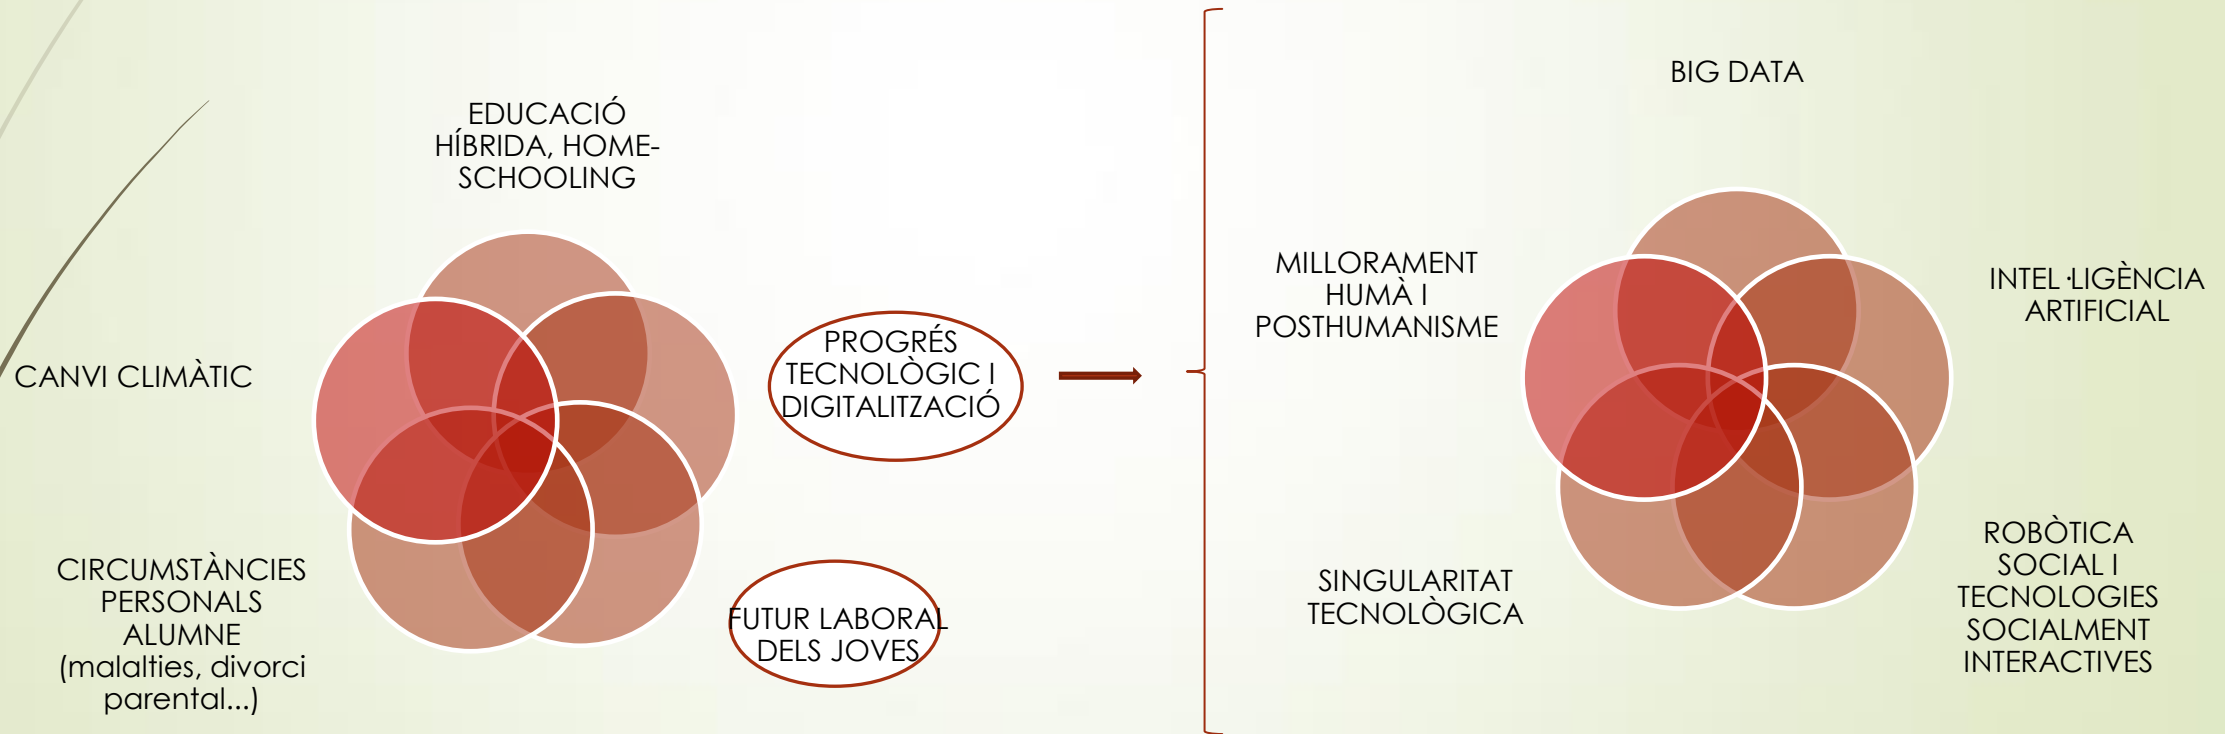 EDUCACIÓ
HÍBRIDA, HOME-
SCHOOLING
PROGRÉS
TECNOLÒGIC I
DIGITALITZACIÓ
FUTUR LABORAL
DELS JOVES
CIRCUMSTÀNCIES
PERSONALS
ALUMNE
(malalties, divorci
parental...)
CANVI CLIMÀTIC
BIG DATA
INTEL·LIGÈNCIA
ARTIFICIAL
ROBÒTICA
SOCIAL I
TECNOLOGIES
SOCIALMENT
INTERACTIVES
SINGULARITAT
TECNOLÒGICA
MILLORAMENT
HUMÀ I
POSTHUMANISME